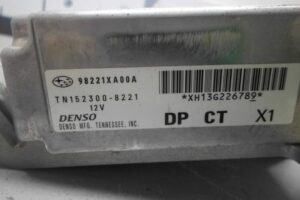 98221XA00A
TN152300-8221
12V
DENSO
DENSO MFG. TENNESSEE, INC.
*XH13G226789*
DP CT X1